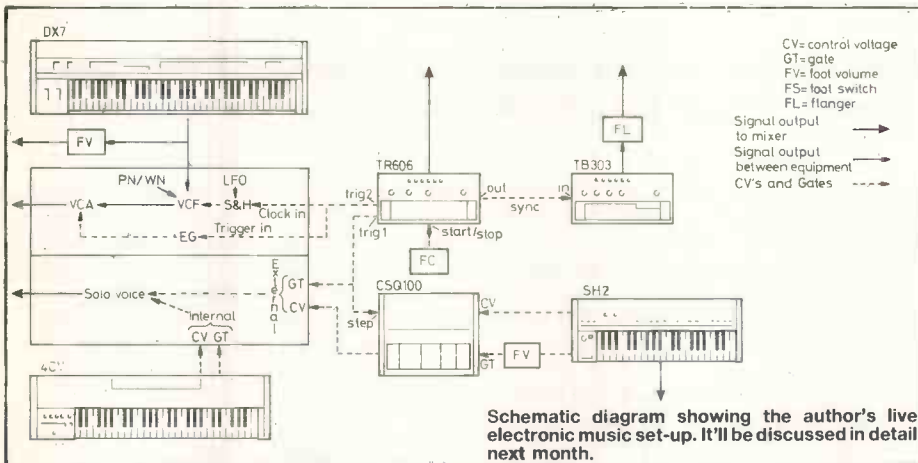 DX7
CV=control voltage
GT=gate
FV=foot volume
FS=foot switch
FL=flanger
Signal output
to mixer
Signal output
between equipment
CV's and Gates
FV
FL
TR606
TB303
PN/WN
LFO
VCA
VCF
S&H
Clock in
trig2
trig1
out
in
sync
start/stop
EG
Trigger in
FC
Solo voice
External
GT
CV
Internal
CV GT
CSQ100
step
CV
GT
FV
SH2
Schematic diagram showing the author's live
electronic music set-up. It'll be discussed in detail
next month.